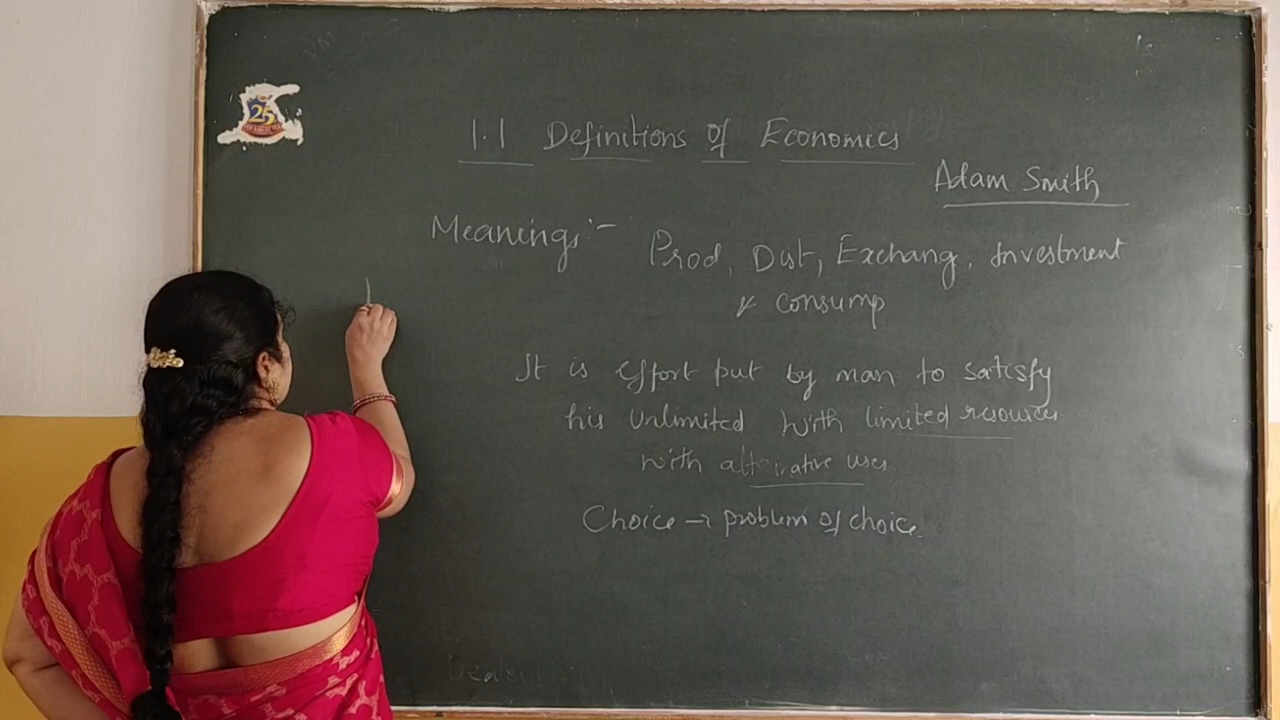 25
1.1 Definitions of Economics
Adam Smith
Meanings:-
Prod, Dist, Exchang, Investment
& consump
It is effort put by man to satisfy
his unlimited with limited resources
with alternative uses
Choice → problem of choice.